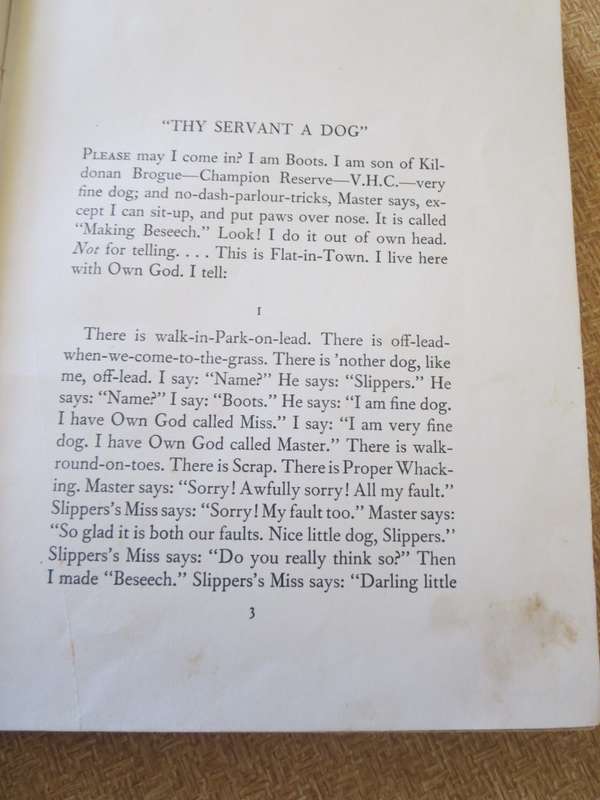 "THY SERVANT A DOG"
PLEASE may I come in? I am Boots. I am son of Kil-
donan Brogue—Champion Reserve—V.H.C.—very
fine dog; and no-dash-parlour-tricks, Master says, ex-
cept I can sit-up, and put paws over nose. It is called
"Making Beseech." Look! I do it out of own head.
Not for telling. . . . This is Flat-in-Town. I live here
with Own God. I tell:
I
There is walk-in-Park-on-lead. There is off-lead-
when-we-come-to-the-grass. There is 'nother dog, like
me, off-lead. I say: "Name?" He says: "Slippers." He
says: "Name?" I say: "Boots." He says: "I am fine dog.
I have Own God called Miss." I say: "I am very fine
dog. I have Own God called Master." There is walk-
round-on-toes. There is Scrap. There is Proper Whack-
ing. Master says: "Sorry! Awfully sorry! All my fault."
Slippers's Miss says: "Sorry! My fault too." Master says:
"So glad it is both our faults. Nice little dog, Slippers."
Slippers's Miss says: "Do you really think so?" Then
I made "Beseech." Slippers's Miss says: "Darling little
3